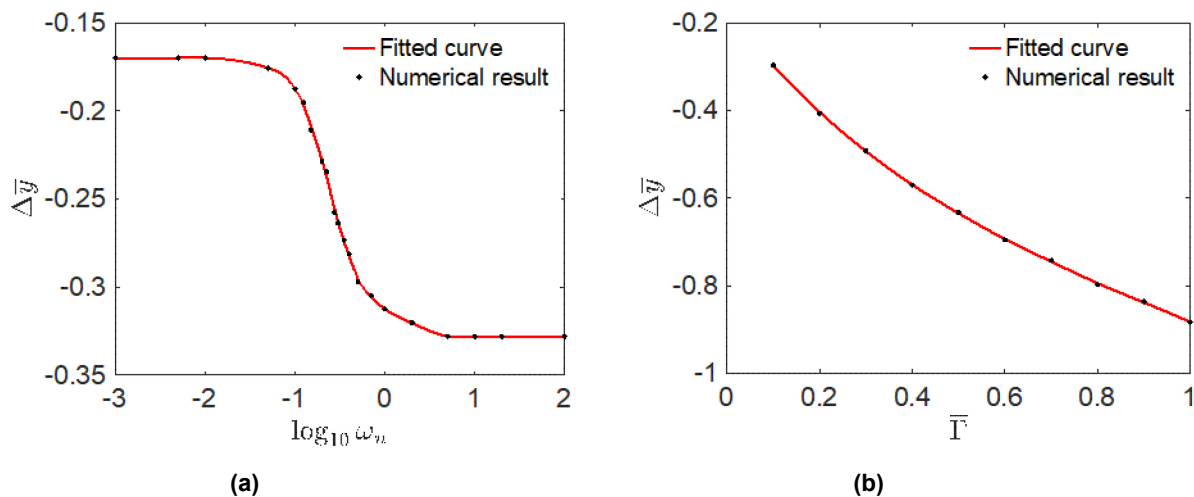 -0.15
Fitted curve
Numerical result
-0.2
-0.25
-0.3
-0.35
Δy̅
-3 -2 -1 0 1 2
log₁₀ ωₙ
(a)
-0.2
Fitted curve
Numerical result
-0.4
-0.6
-0.8
-1
Δy̅
0 0.2 0.4 0.6 0.8 1
Γ̅
(b)